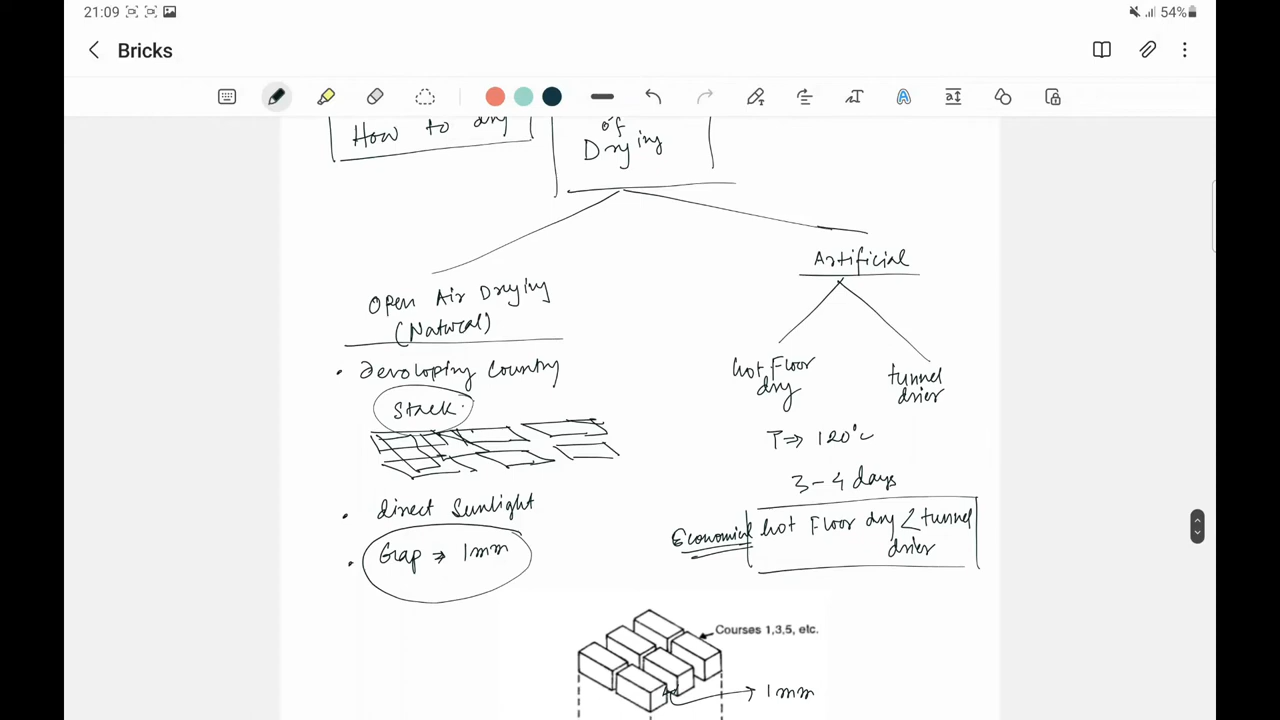 21:09
54%
Bricks
How to dry
of
Drying
Artificial
Open Air Drying
(Natural)
• Developing Country
Stack
• direct Sunlight
• Gap ⇒ 1mm
hot Floor
dry
tunnel
drier
T ⇒ 120°C
3-4 days
Economical
hot Floor dry < tunnel
drier
Courses 1,3,5, etc.
1mm